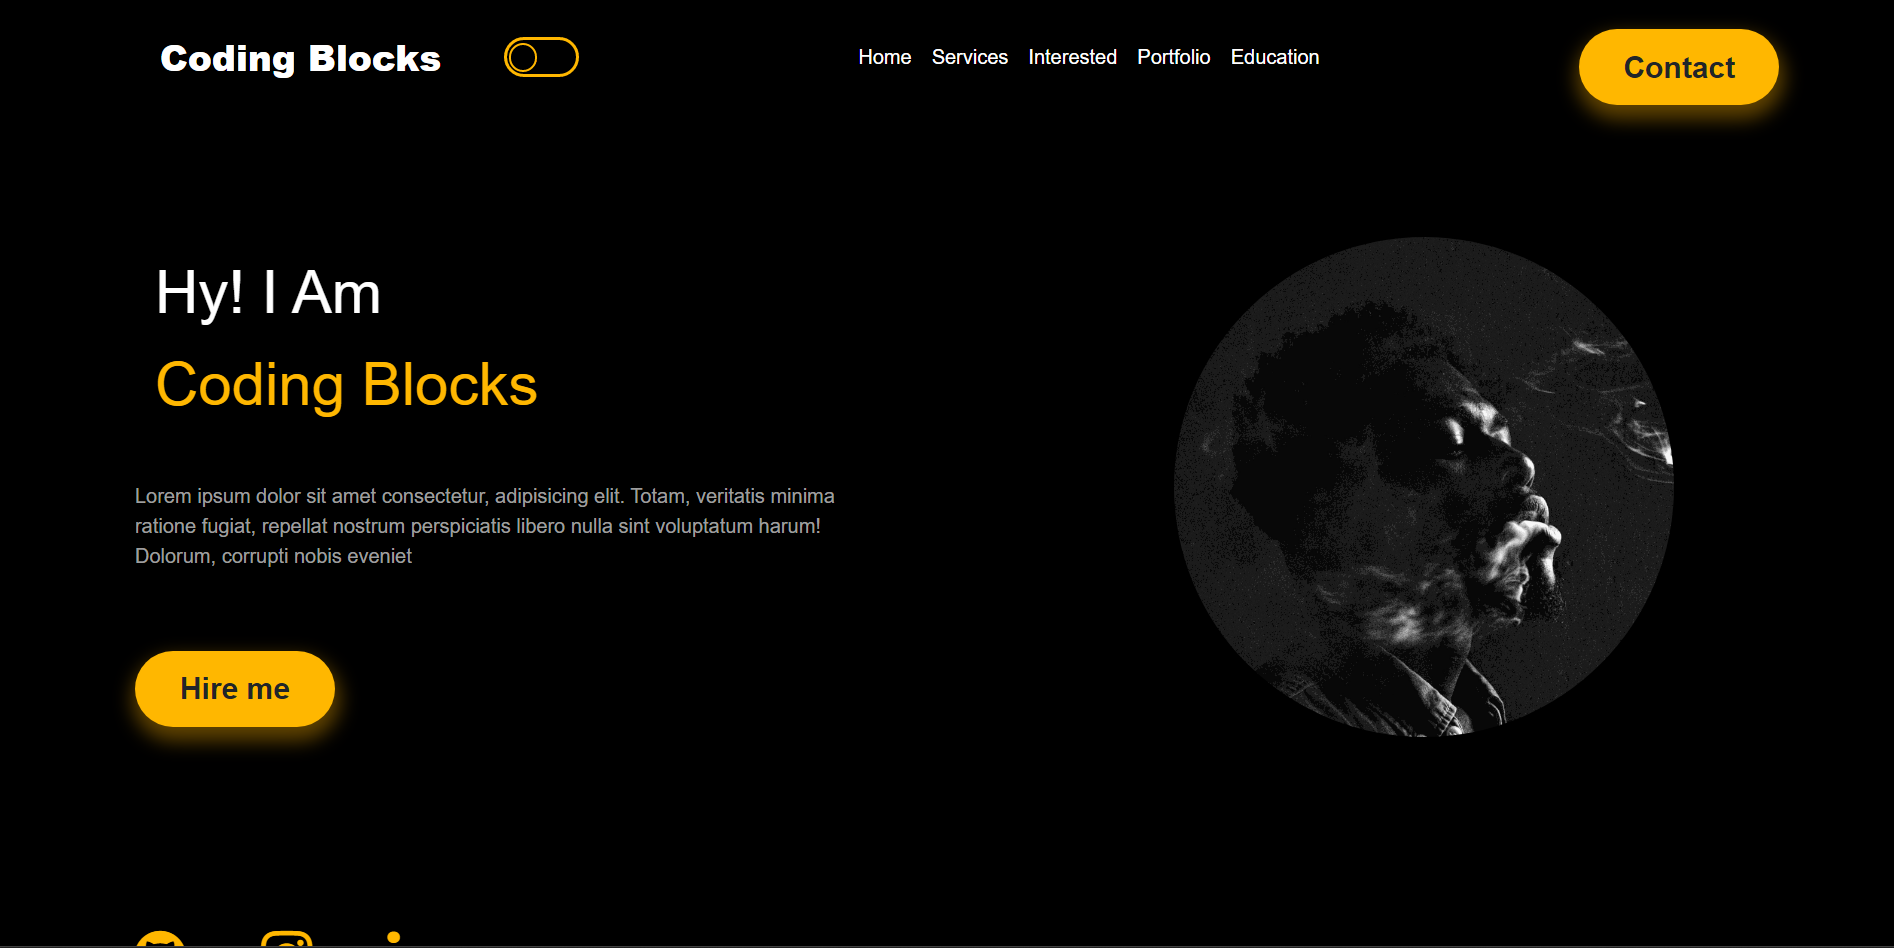 Coding Blocks
Home Services Interested Portfolio Education
Contact
Hy! I Am
Coding Blocks
Lorem ipsum dolor sit amet consectetur, adipisicing elit. Totam, veritatis minima
ratione fugiat, repellat nostrum perspiciatis libero nulla sint voluptatum harum!
Dolorum, corrupti nobis eveniet
Hire me